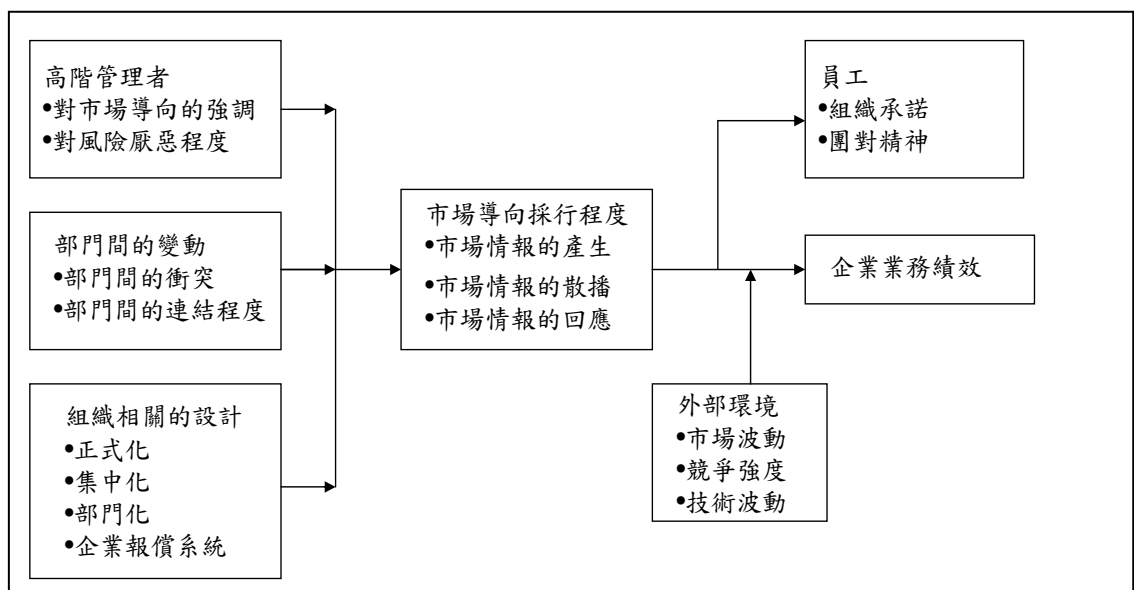 高階管理者
•對市場導向的強調
•對風險厭惡程度
部門間的變動
•部門間的衝突
•部門間的連結程度
組織相關的設計
•正式化
•集中化
•部門化
•企業報償系統
市場導向採行程度
•市場情報的產生
•市場情報的散播
•市場情報的回應
員工
•組織承諾
•團對精神
企業業務績效
外部環境
•市場波動
•競爭強度
•技術波動